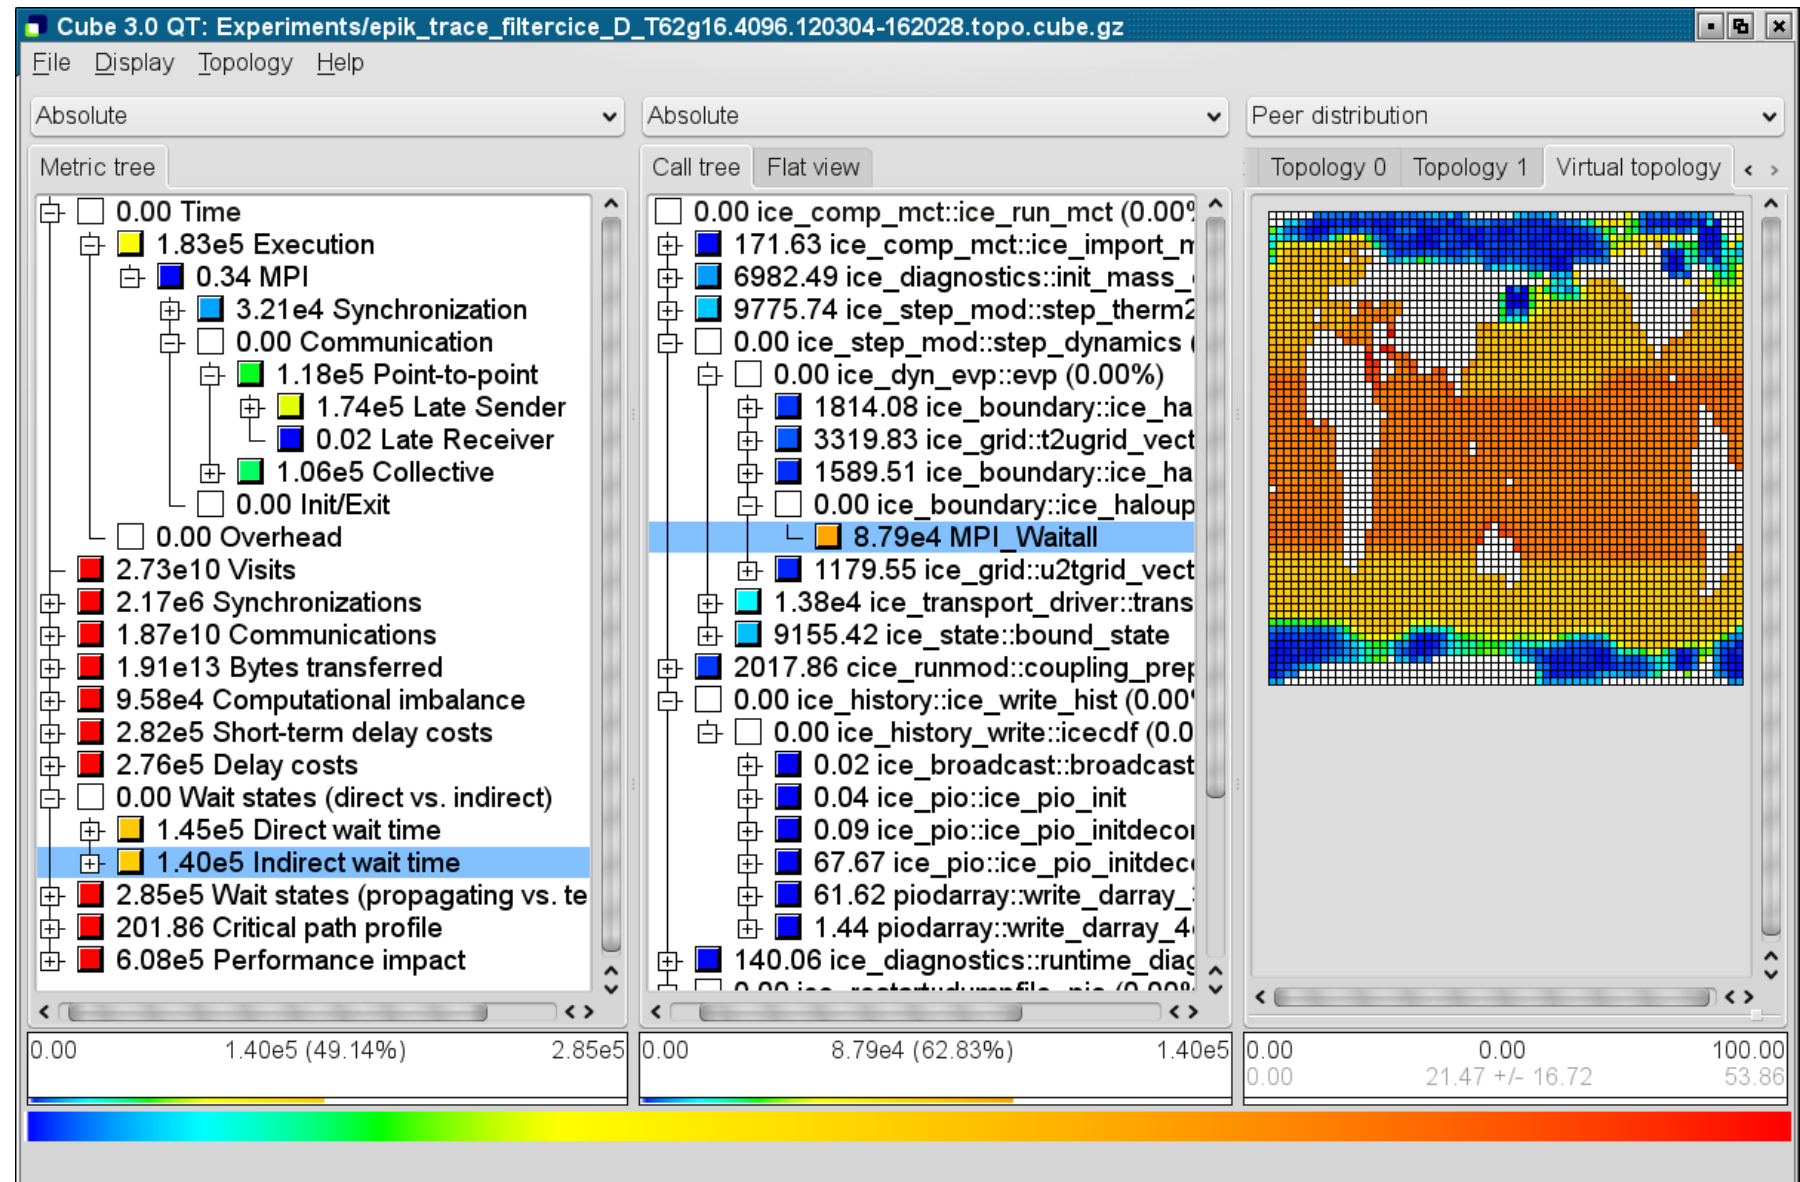 Cube 3.0 QT: Experiments/epik_trace_filtercice_D_T62g16.4096.120304-162028.topo.cube.gz
File Display Topology Help
Absolute
Metric tree
0.00 Time
1.83e5 Execution
0.34 MPI
3.21e4 Synchronization
0.00 Communication
1.18e5 Point-to-point
1.74e5 Late Sender
0.02 Late Receiver
1.06e5 Collective
0.00 Init/Exit
0.00 Overhead
2.73e10 Visits
2.17e6 Synchronizations
1.87e10 Communications
1.91e13 Bytes transferred
9.58e4 Computational imbalance
2.82e5 Short-term delay costs
2.76e5 Delay costs
0.00 Wait states (direct vs. indirect)
1.45e5 Direct wait time
1.40e5 Indirect wait time
2.85e5 Wait states (propagating vs. te
201.86 Critical path profile
6.08e5 Performance impact
0.00 1.40e5 (49.14%) 2.85e5
Absolute
Call tree Flat view
0.00 ice_comp_mct::ice_run_mct (0.00%
171.63 ice_comp_mct::ice_import_m
6982.49 ice_diagnostics::init_mass_
9775.74 ice_step_mod::step_therm2
0.00 ice_step_mod::step_dynamics (
0.00 ice_dyn_evp::evp (0.00%)
1814.08 ice_boundary::ice_ha
3319.83 ice_grid::t2ugrid_vect
1589.51 ice_boundary::ice_ha
0.00 ice_boundary::ice_haloup
8.79e4 MPI_Waitall
1179.55 ice_grid::u2tgrid_vect
1.38e4 ice_transport_driver::trans
9155.42 ice_state::bound_state
2017.86 cice_runmod::coupling_prep
0.00 ice_history::ice_write_hist (0.00%
0.00 ice_history_write::icecdf (0.0
0.02 ice_broadcast::broadcast
0.04 ice_pio::ice_pio_init
0.09 ice_pio::ice_pio_initdecom
67.67 ice_pio::ice_pio_initdeco
61.62 piodarray::write_darray_
1.44 piodarray::write_darray_4
140.06 ice_diagnostics::runtime_diag
0.00 ice_restart::dumpfile_pio (0.00%
0.00 8.79e4 (62.83%) 1.40e5
Peer distribution
Topology 0 Topology 1 Virtual topology
0.00 0.00 100.00
0.00 21.47 +/- 16.72 53.86